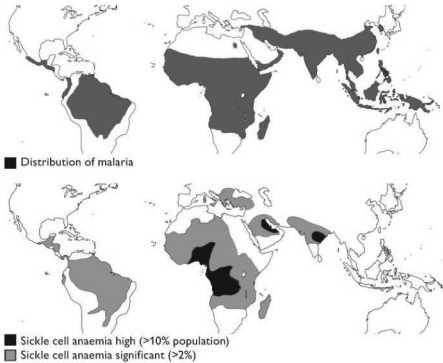 Distribution of malaria
Sickle cell anaemia high (>10% population)
Sickle cell anaemia significant (>2%)